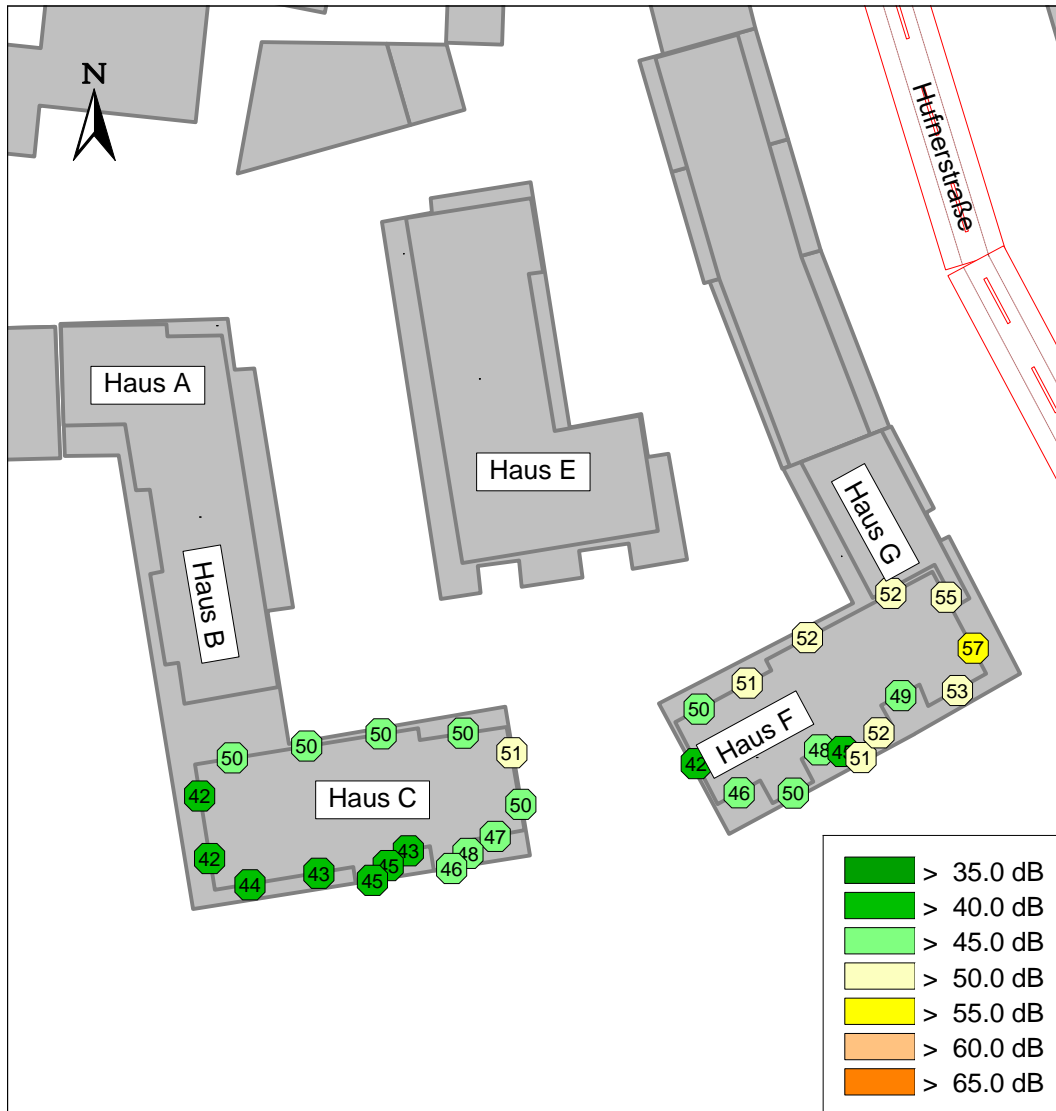 N
Hufnerstraße
Haus A
Haus E
Haus G
Haus B
52
55
52
57
51
53
49
50
Haus F
52
48
45
51
42
46
50
50
50
50
50
51
42
Haus C
50
47
42
43
48
45
46
43
45
44
> 35.0 dB
> 40.0 dB
> 45.0 dB
> 50.0 dB
> 55.0 dB
> 60.0 dB
> 65.0 dB